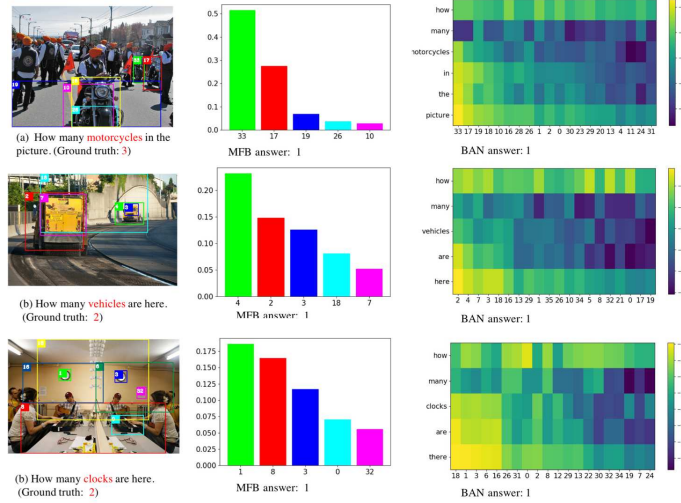 0.5
0.4
0.3
0.2
0.1
0.0
33 17 19 26 10
how
many
motorcycles
in
the
picture
33 17 19 18 10 16 28 26 1 2 0 30 23 29 20 13 4 11 24 31
(a) How many motorcycles in the
picture. (Ground truth: 3)
MFB answer: 1
BAN answer: 1
0.20
0.15
0.10
0.05
0.00
4 2 3 18 7
how
many
vehicles
are
here
2 4 7 3 18 16 13 29 1 35 26 10 34 5 8 32 21 0 17 19
(b) How many vehicles are here.
(Ground truth: 2)
MFB answer: 1
BAN answer: 1
0.175
0.150
0.125
0.100
0.075
0.050
0.025
0.000
1 8 3 0 32
how
many
clocks
are
there
18 1 3 6 16 31 0 2 8 12 29 13 22 20 30 32 19 7 24
(b) How many clocks are here.
(Ground truth: 2)
MFB answer: 1
BAN answer: 1